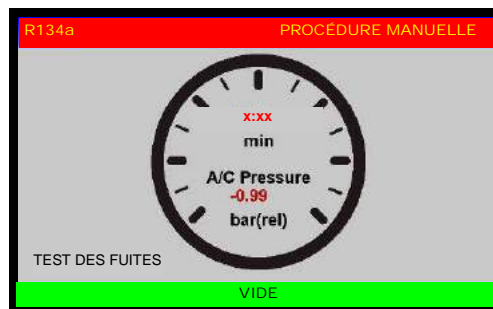 R134a PROCÉDURE MANUELLE
x:xx
min
A/C Pressure
-0.99
bar(rel)
TEST DES FUITES
VIDE